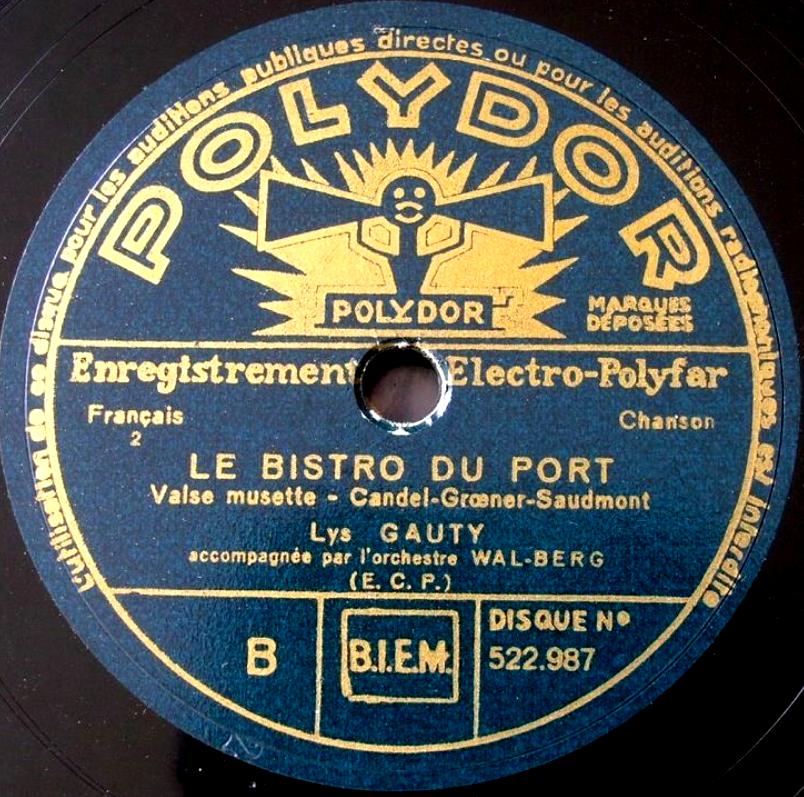 L'utilisation de ce disque pour les auditions publiques directes ou pour les auditions radiophoniques est interdite
POLYDOR
POLYDOR
MARQUES
DÉPOSÉES
Enregistrement Electro-Polyfar
Français Chanson
2
LE BISTRO DU PORT
Valse musette - Candel-Grœner-Saudmont
Lys GAUTY
accompagnée par l'orchestre WAL-BERG
(E. C. P.)
B
B.I.E.M.
DISQUE Nº
522.987